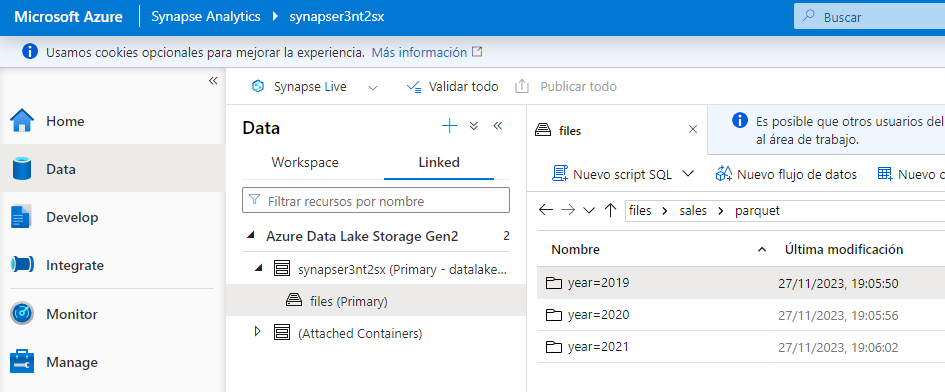 Microsoft Azure Synapse Analytics synapser3nt2sx Buscar
Usamos cookies opcionales para mejorar la experiencia. Más información
Synapse Live Validar todo Publicar todo
Home
Data
Develop
Integrate
Monitor
Manage
Data
Workspace Linked
Filtrar recursos por nombre
Azure Data Lake Storage Gen2 2
synapser3nt2sx (Primary - datalake...
files (Primary)
(Attached Containers)
files
Es posible que otros usuarios del
al área de trabajo.
Nuevo script SQL Nuevo flujo de datos Nuevo c
files sales parquet
Nombre Última modificación
year=2019 27/11/2023, 19:05:50
year=2020 27/11/2023, 19:05:56
year=2021 27/11/2023, 19:06:02